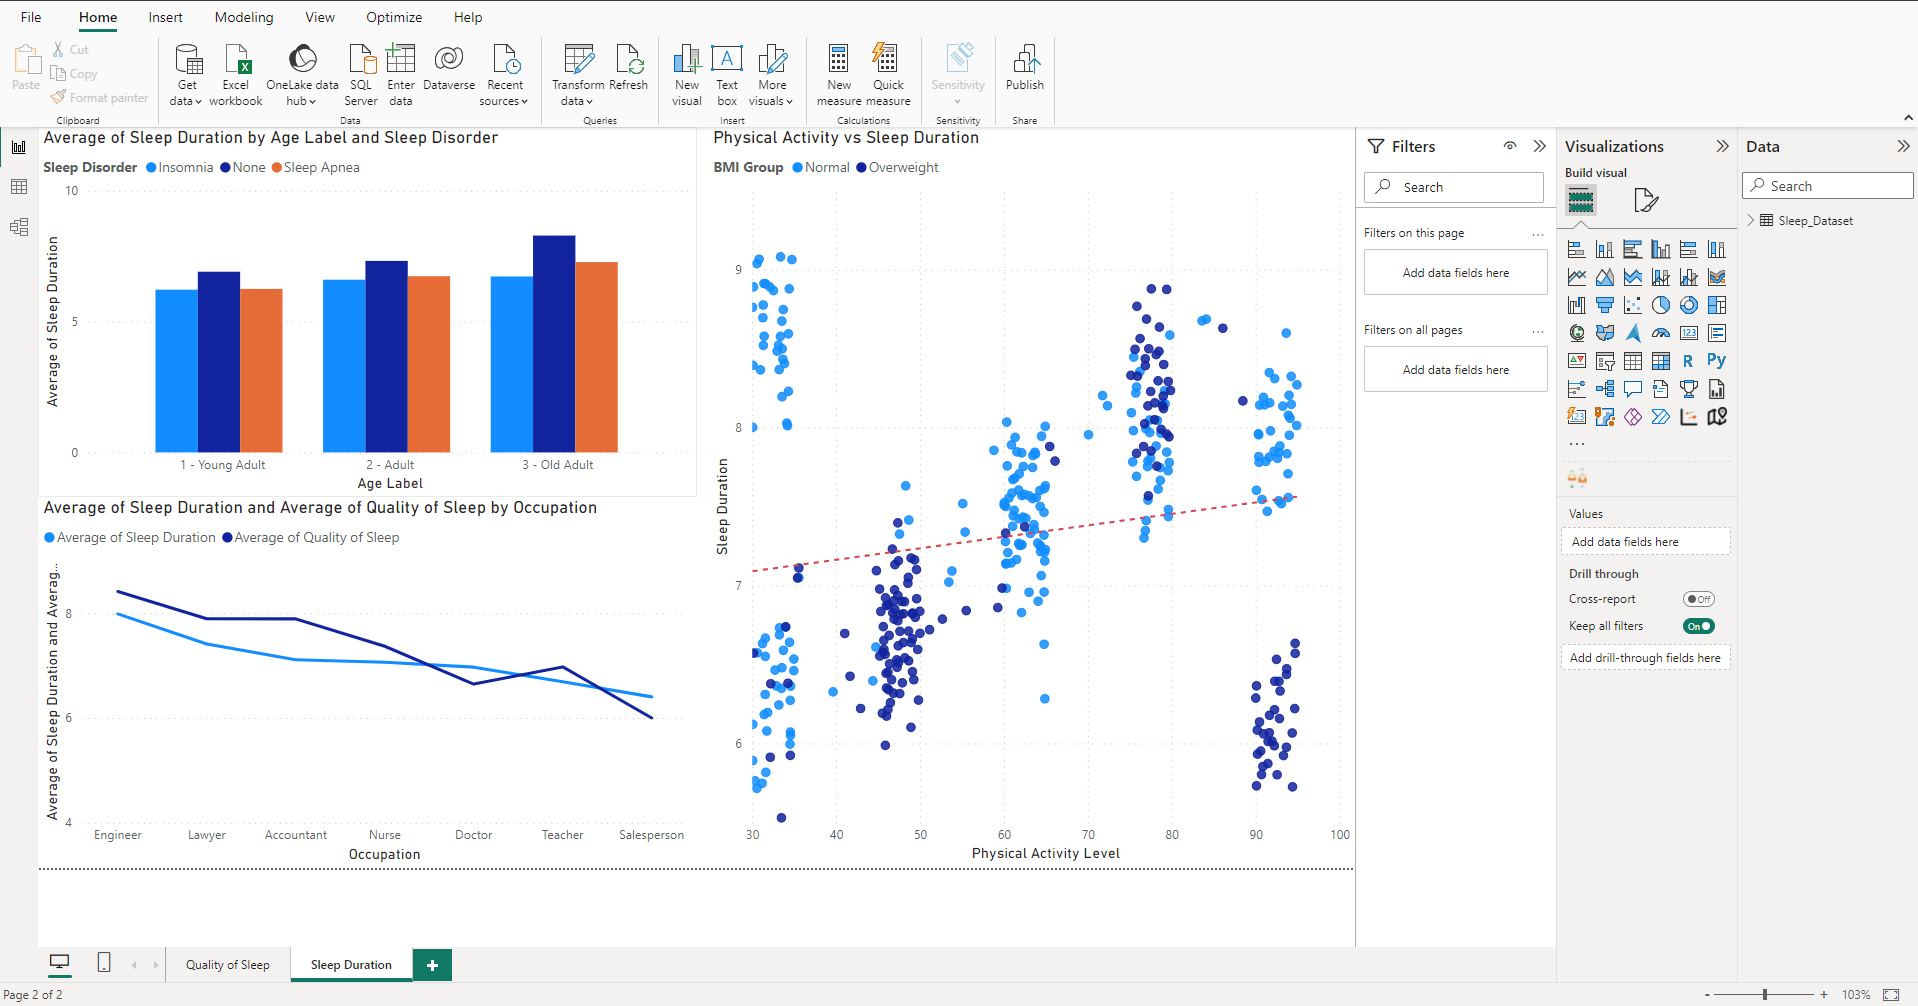 File Home Insert Modeling View Optimize Help
Paste
Cut
Copy
Format painter
Clipboard
Get data
Excel workbook
OneLake data hub
SQL Server
Enter data
Dataverse
Recent sources
Data
Transform data
Refresh
Queries
New visual
Text box
More visuals
Insert
New measure
Quick measure
Calculations
Sensitivity
Sensitivity
Publish
Share
Average of Sleep Duration by Age Label and Sleep Disorder
Sleep Disorder Insomnia None Sleep Apnea
Average of Sleep Duration
10
5
0
1 - Young Adult 2 - Adult 3 - Old Adult
Age Label
Average of Sleep Duration and Average of Quality of Sleep by Occupation
Average of Sleep Duration Average of Quality of Sleep
Average of Sleep Duration and Averag...
8
6
4
Engineer Lawyer Accountant Nurse Doctor Teacher Salesperson
Occupation
Physical Activity vs Sleep Duration
BMI Group Normal Overweight
Sleep Duration
9
8
7
6
30 40 50 60 70 80 90 100
Physical Activity Level
Filters
Search
Filters on this page ...
Add data fields here
Filters on all pages ...
Add data fields here
Visualizations
Build visual
123
R
Py
123
...
Values
Add data fields here
Drill through
Cross-report Off
Keep all filters On
Add drill-through fields here
Data
Search
Sleep_Dataset
Quality of Sleep Sleep Duration +
Page 2 of 2
- + 103%